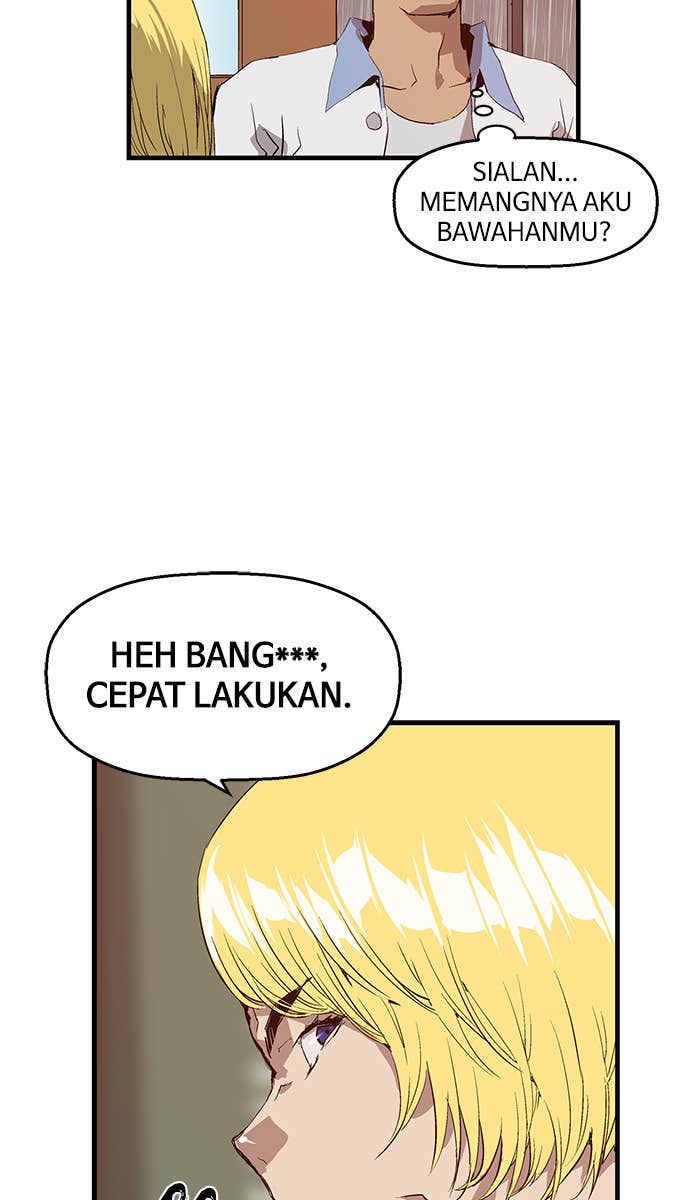 SIALAN...
MEMANGNYA AKU
BAWAHANMU?
HEH BANG***,
CEPAT LAKUKAN.